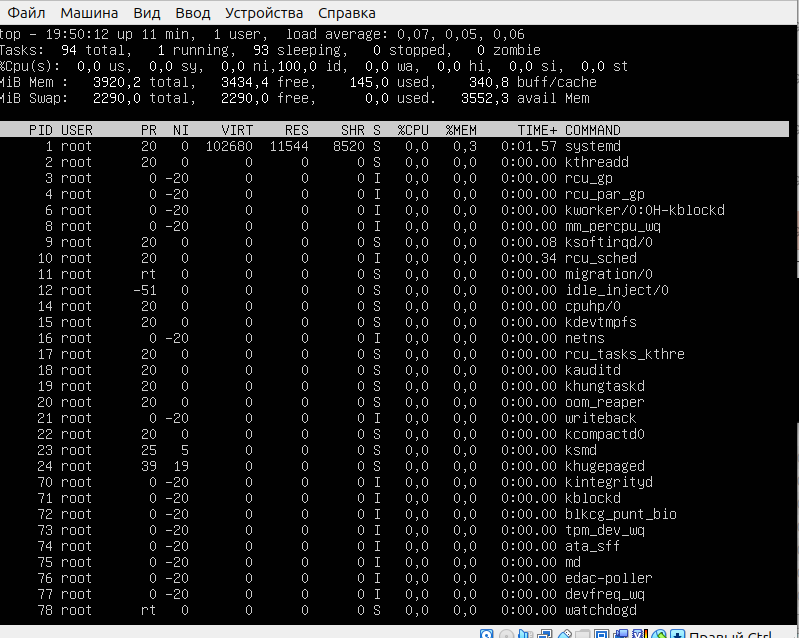 Файл Машина Вид Ввод Устройства Справка
top - 19:50:12 up 11 min, 1 user, load average: 0,07, 0,05, 0,06
Tasks: 94 total, 1 running, 93 sleeping, 0 stopped, 0 zombie
%Cpu(s): 0,0 us, 0,0 sy, 0,0 ni,100,0 id, 0,0 wa, 0,0 hi, 0,0 si, 0,0 st
MiB Mem : 3920,2 total, 3434,4 free, 145,0 used, 340,8 buff/cache
MiB Swap: 2290,0 total, 2290,0 free, 0,0 used. 3552,3 avail Mem
PID USER PR NI VIRT RES SHR S %CPU %MEM TIME+ COMMAND
1 root 20 0 102680 11544 8520 S 0,0 0,3 0:01.57 systemd
2 root 20 0 0 0 0 S 0,0 0,0 0:00.00 kthreadd
3 root 0 -20 0 0 0 I 0,0 0,0 0:00.00 rcu_gp
4 root 0 -20 0 0 0 I 0,0 0,0 0:00.00 rcu_par_gp
6 root 0 -20 0 0 0 I 0,0 0,0 0:00.00 kworker/0:0H-kblockd
8 root 0 -20 0 0 0 I 0,0 0,0 0:00.00 mm_percpu_wq
9 root 20 0 0 0 0 S 0,0 0,0 0:00.08 ksoftirqd/0
10 root 20 0 0 0 0 I 0,0 0,0 0:00.34 rcu_sched
11 root rt 0 0 0 0 S 0,0 0,0 0:00.00 migration/0
12 root -51 0 0 0 0 S 0,0 0,0 0:00.00 idle_inject/0
14 root 20 0 0 0 0 S 0,0 0,0 0:00.00 cpuhp/0
15 root 20 0 0 0 0 S 0,0 0,0 0:00.00 kdevtmpfs
16 root 0 -20 0 0 0 I 0,0 0,0 0:00.00 netns
17 root 20 0 0 0 0 S 0,0 0,0 0:00.00 rcu_tasks_kthre
18 root 20 0 0 0 0 S 0,0 0,0 0:00.00 kauditd
19 root 20 0 0 0 0 S 0,0 0,0 0:00.00 khungtaskd
20 root 20 0 0 0 0 S 0,0 0,0 0:00.00 oom_reaper
21 root 0 -20 0 0 0 I 0,0 0,0 0:00.00 writeback
22 root 20 0 0 0 0 S 0,0 0,0 0:00.00 kcompactd0
23 root 25 5 0 0 0 S 0,0 0,0 0:00.00 ksmd
24 root 39 19 0 0 0 S 0,0 0,0 0:00.00 khugepaged
70 root 0 -20 0 0 0 I 0,0 0,0 0:00.00 kintegrityd
71 root 0 -20 0 0 0 I 0,0 0,0 0:00.00 kblockd
72 root 0 -20 0 0 0 I 0,0 0,0 0:00.00 blkcg_punt_bio
73 root 0 -20 0 0 0 I 0,0 0,0 0:00.00 tpm_dev_wq
74 root 0 -20 0 0 0 I 0,0 0,0 0:00.00 ata_sff
75 root 0 -20 0 0 0 I 0,0 0,0 0:00.00 md
76 root 0 -20 0 0 0 I 0,0 0,0 0:00.00 edac-poller
77 root 0 -20 0 0 0 I 0,0 0,0 0:00.00 devfreq_wq
78 root rt 0 0 0 0 S 0,0 0,0 0:00.00 watchdogd
Правый Ctrl